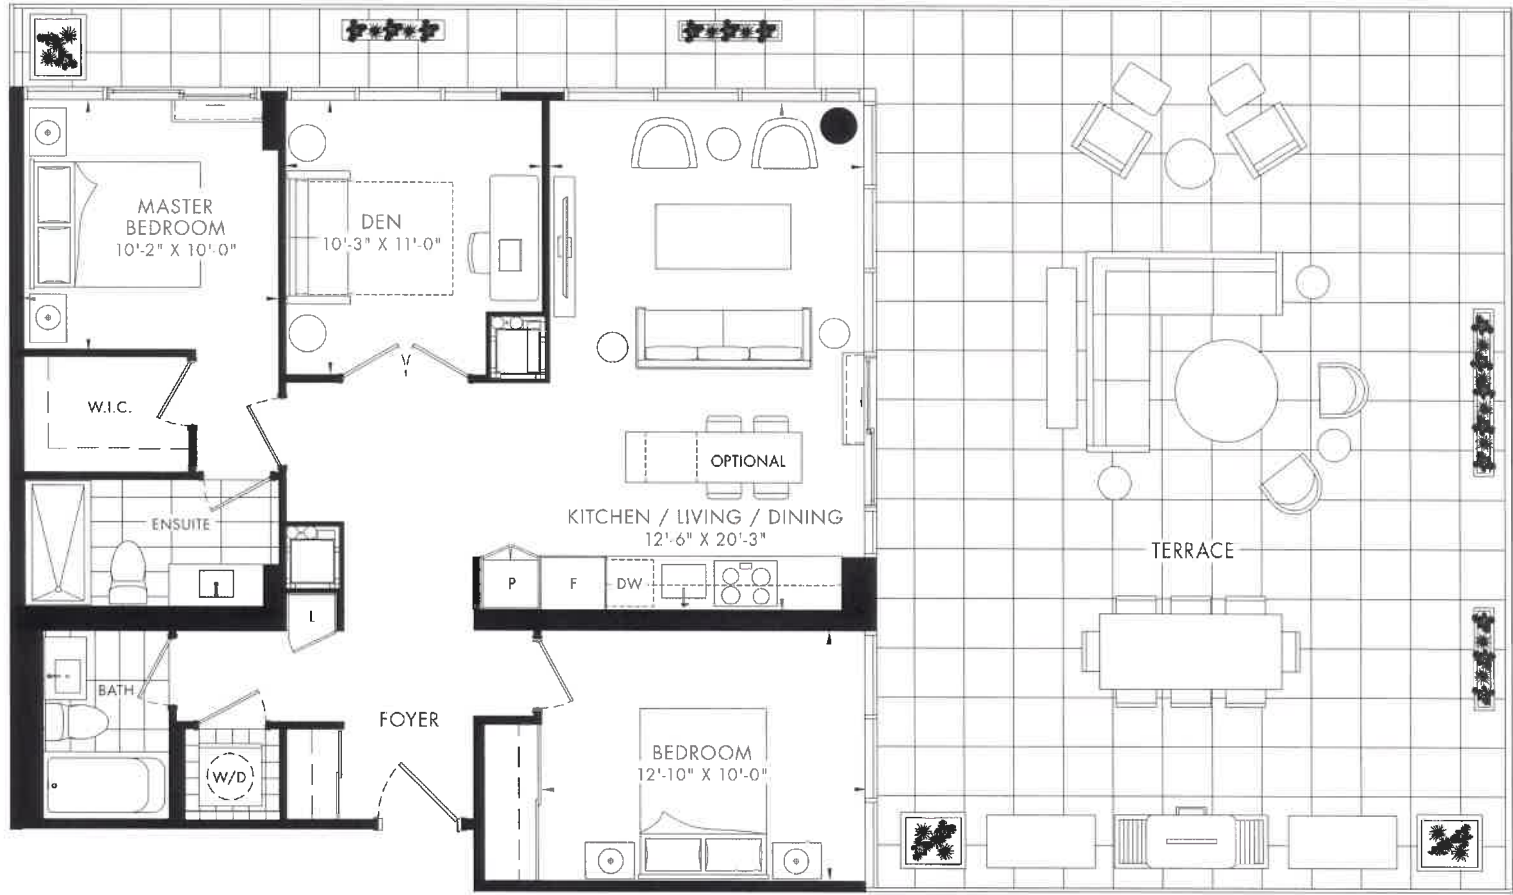 MASTER
BEDROOM
10'-2" X 10'-0"
DEN
10'-3" X 11'-0"
W.I.C.
OPTIONAL
ENSUITE
KITCHEN / LIVING / DINING
12'-6" X 20'-3"
TERRACE
P
F
DW
L
BATH
FOYER
W/D
BEDROOM
12'-10" X 10'-0"